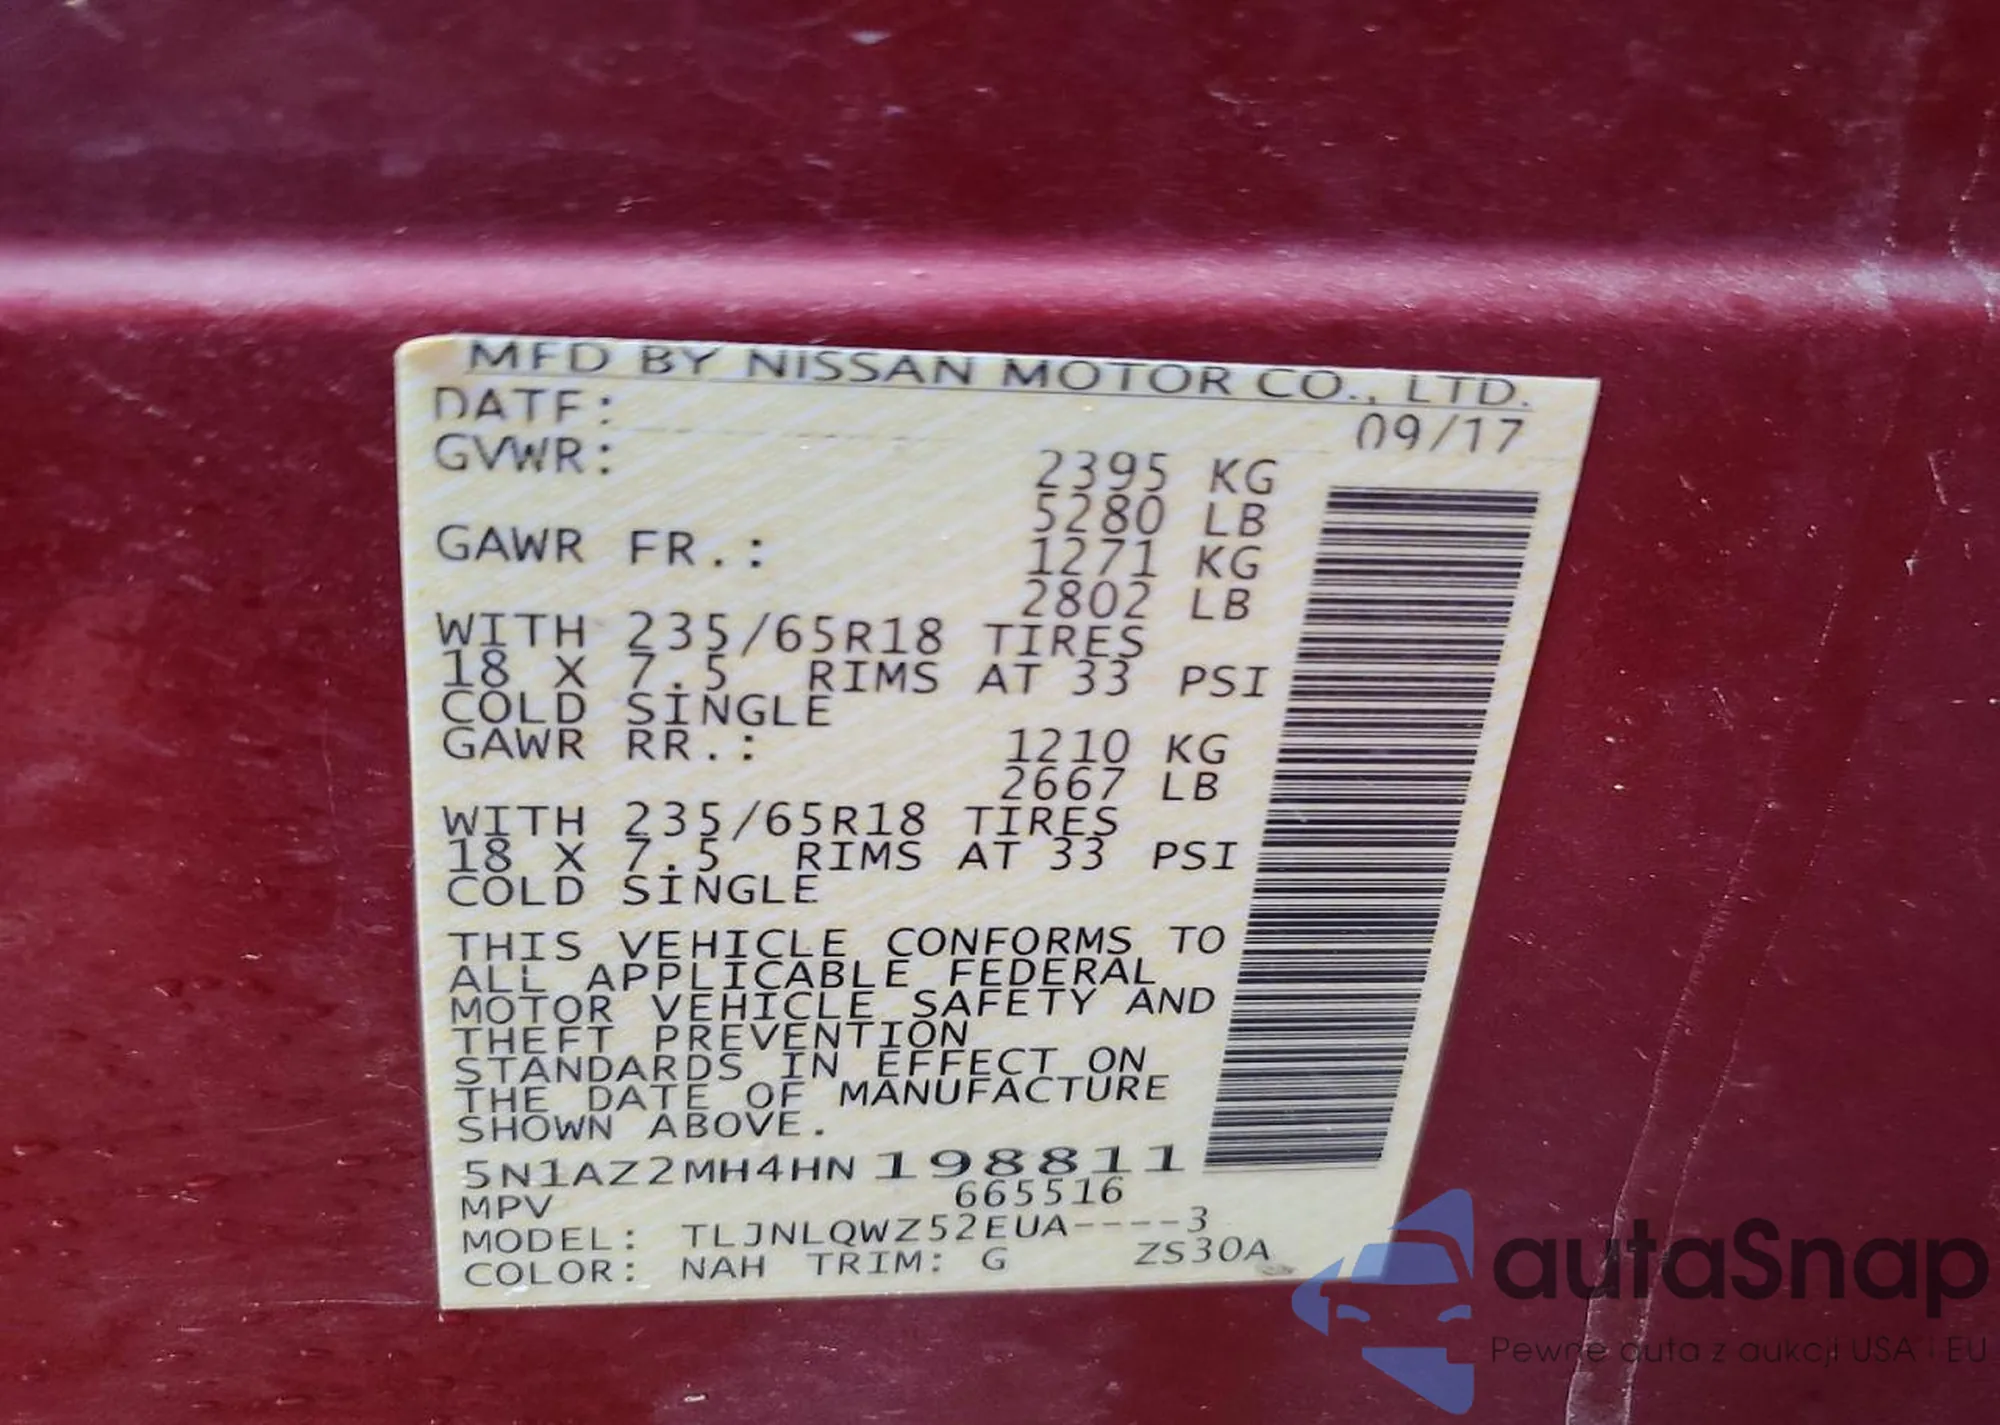 MFD BY NISSAN MOTOR CO., LTD.
DATE: 09/17
GVWR: 2395 KG
5280 LB
GAWR FR.: 1271 KG
2802 LB
WITH 235/65R18 TIRES
18 X 7.5 RIMS AT 33 PSI
COLD SINGLE
GAWR RR.: 1210 KG
2667 LB
WITH 235/65R18 TIRES
18 X 7.5 RIMS AT 33 PSI
COLD SINGLE
THIS VEHICLE CONFORMS TO
ALL APPLICABLE FEDERAL
MOTOR VEHICLE SAFETY AND
THEFT PREVENTION
STANDARDS IN EFFECT ON
THE DATE OF MANUFACTURE
SHOWN ABOVE.
5N1AZ2MH4HN198811
MPV 665516
MODEL: TLJNLQWZ52EUA----3
COLOR: NAH TRIM: G ZS30A
autaSnap
Pewne auta z aukcji USA i EU